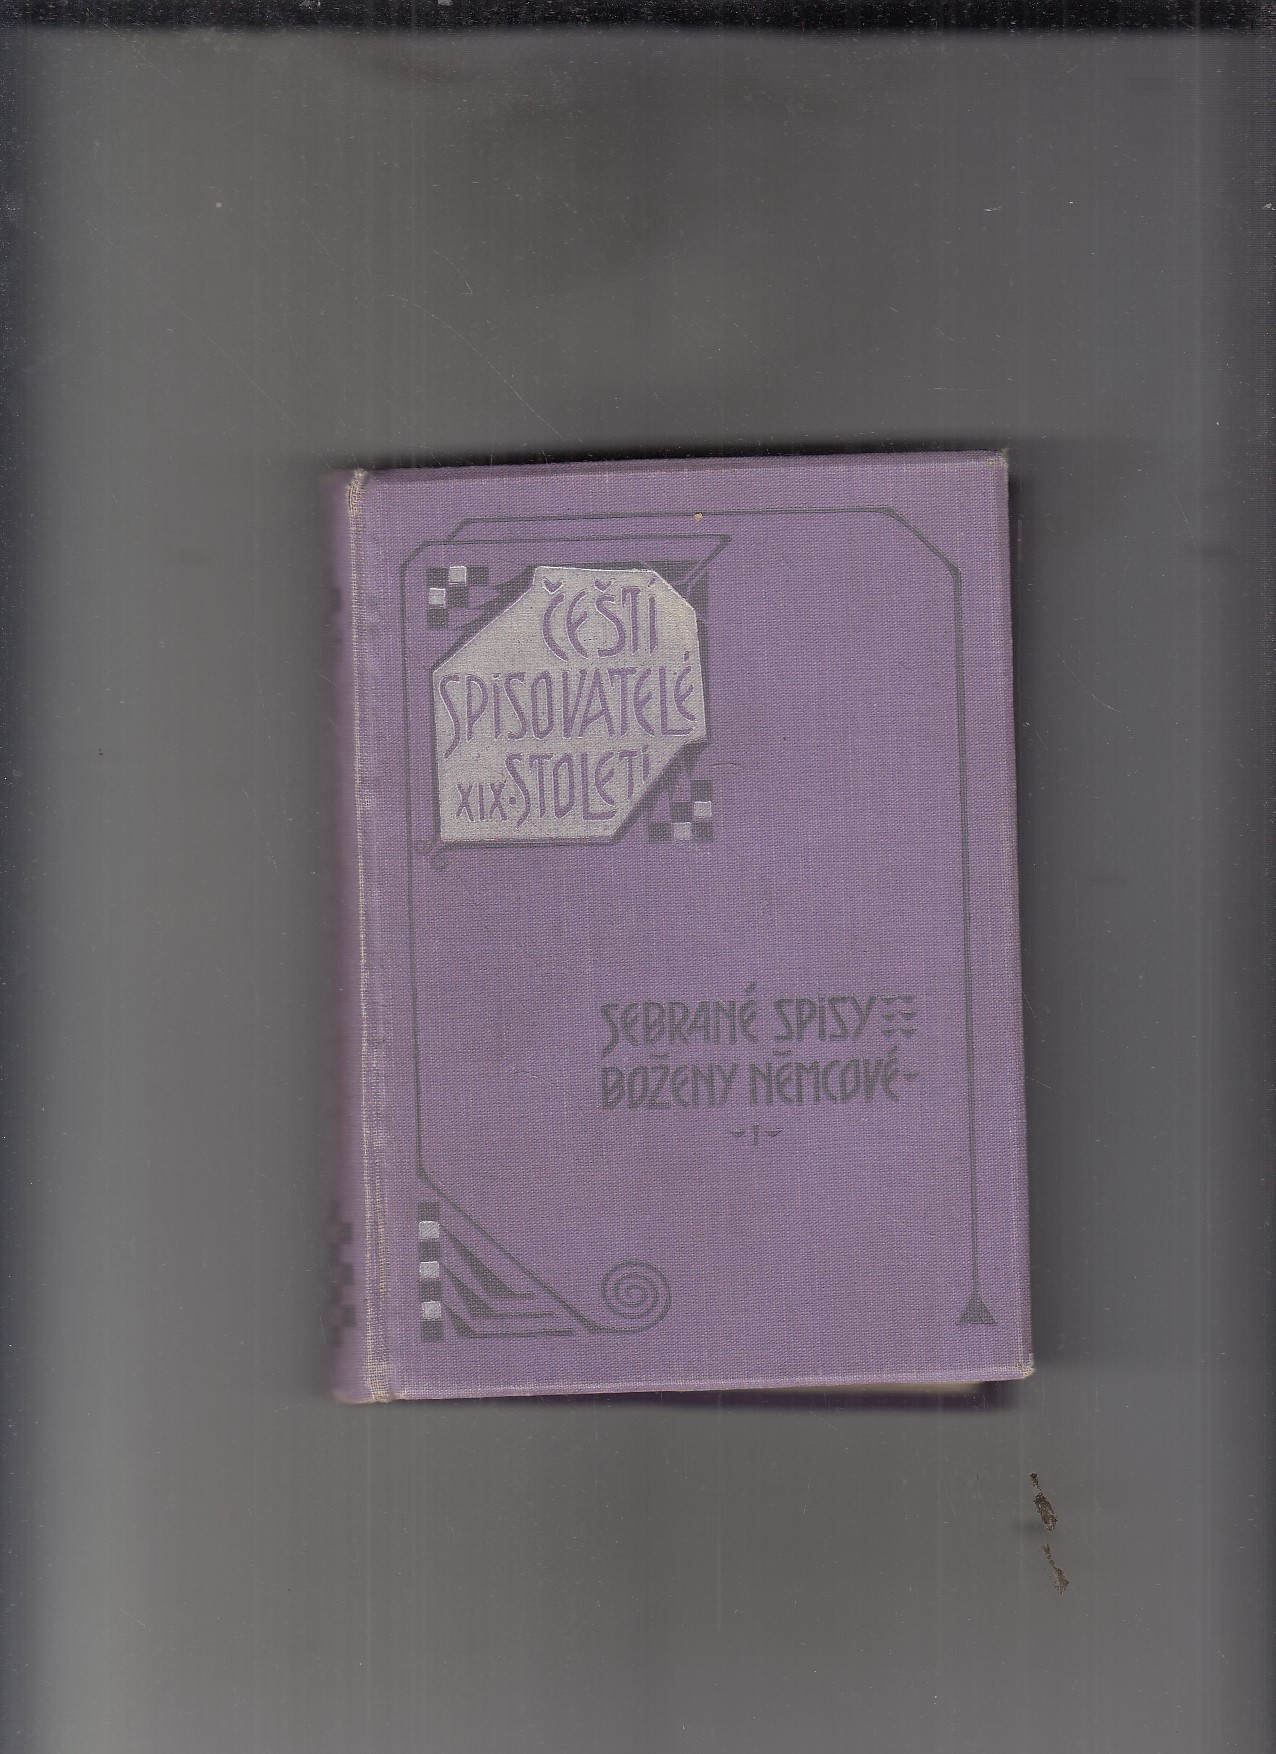 ČEŠTÍ
SPISOVATELÉ
XIX. STOLETÍ
SEBRANÉ SPISY
BOŽENY NĚMCOVÉ
I